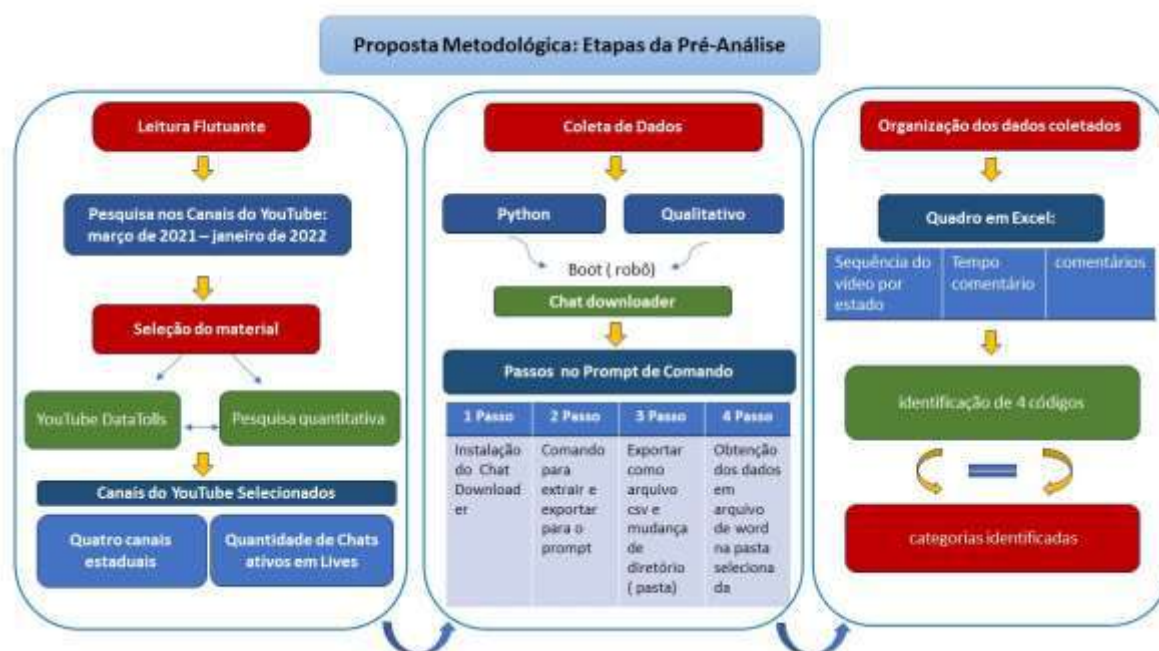 Proposta Metodológica: Etapas da Pré-Análise
Leitura Flutuante
Pesquisa nos Canais do YouTube:
março de 2021 – janeiro de 2022
Seleção do material
YouTube DataTolls
Pesquisa quantitativa
Canais do YouTube Selecionados
Quatro canais
estaduais
Quantidade de Chats
ativos em Lives
Coleta de Dados
Python
Qualitativo
Boot ( robô)
Chat downloader
Passos no Prompt de Comando
1 Passo
Instalação
do Chat
Download
er
2 Passo
Comando
para
extrair e
exportar
para o
prompt
3 Passo
Exportar
como
arquivo
csv e
mudança
de
diretório
( pasta)
4 Passo
Obtenção
dos dados
em
arquivo
de word
na pasta
seleciona
da
Organização dos dados coletados
Quadro em Excel:
Sequência do
vídeo por
estado
Tempo
comentário
comentários
identificação de 4 códigos
categorias identificadas